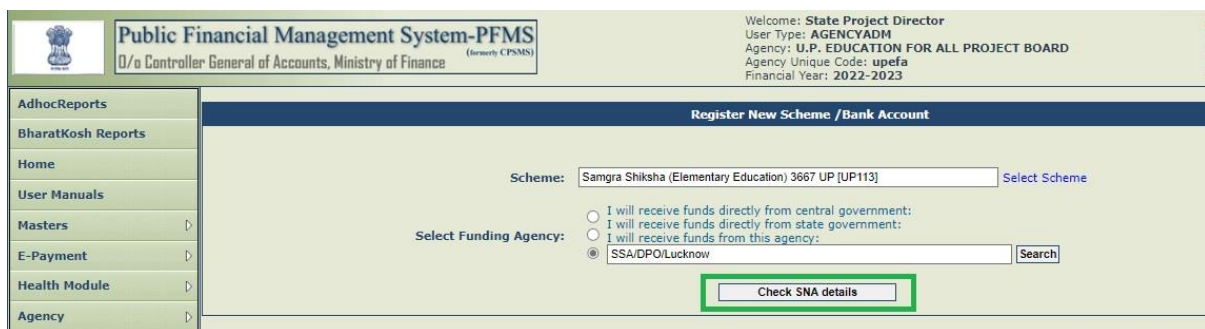 Public Financial Management System-PFMS
(formerly CPSMS)
O/o Controller General of Accounts, Ministry of Finance
Welcome: State Project Director
User Type: AGENCYADM
Agency: U.P. EDUCATION FOR ALL PROJECT BOARD
Agency Unique Code: upefa
Financial Year: 2022-2023
AdhocReports
BharatKosh Reports
Home
User Manuals
Masters
E-Payment
Health Module
Agency
Register New Scheme /Bank Account
Scheme: Samgra Shiksha (Elementary Education) 3667 UP [UP113] Select Scheme
Select Funding Agency:
I will receive funds directly from central government:
I will receive funds directly from state government:
I will receive funds from this agency:
SSA/DPO/Lucknow Search
Check SNA details